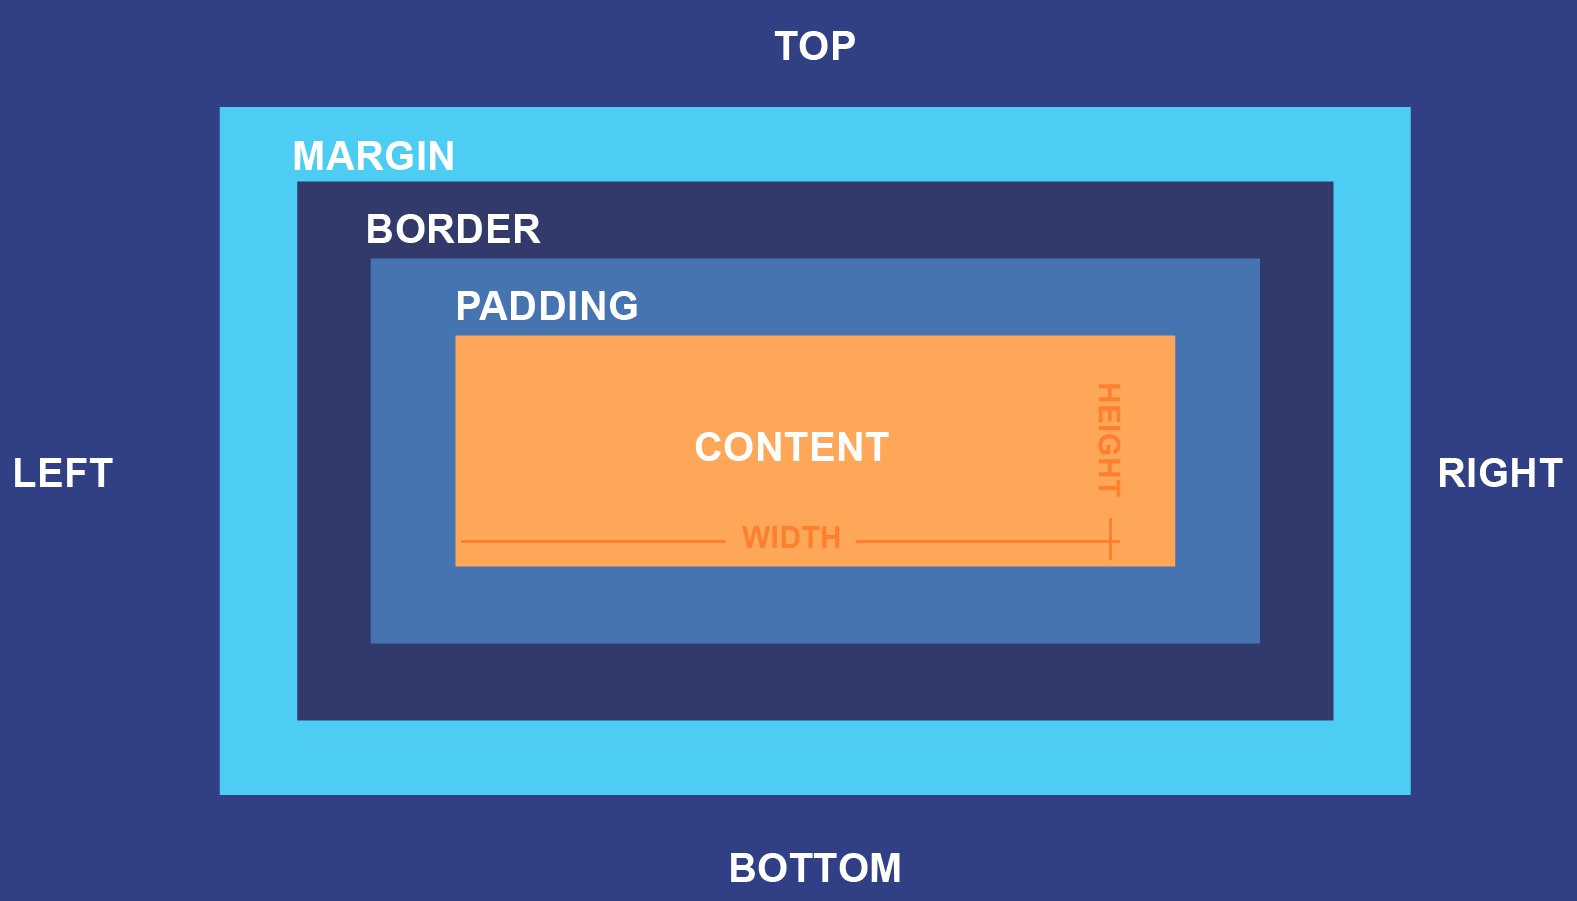 TOP
MARGIN
BORDER
PADDING
HEIGHT
CONTENT
LEFT
RIGHT
WIDTH
BOTTOM